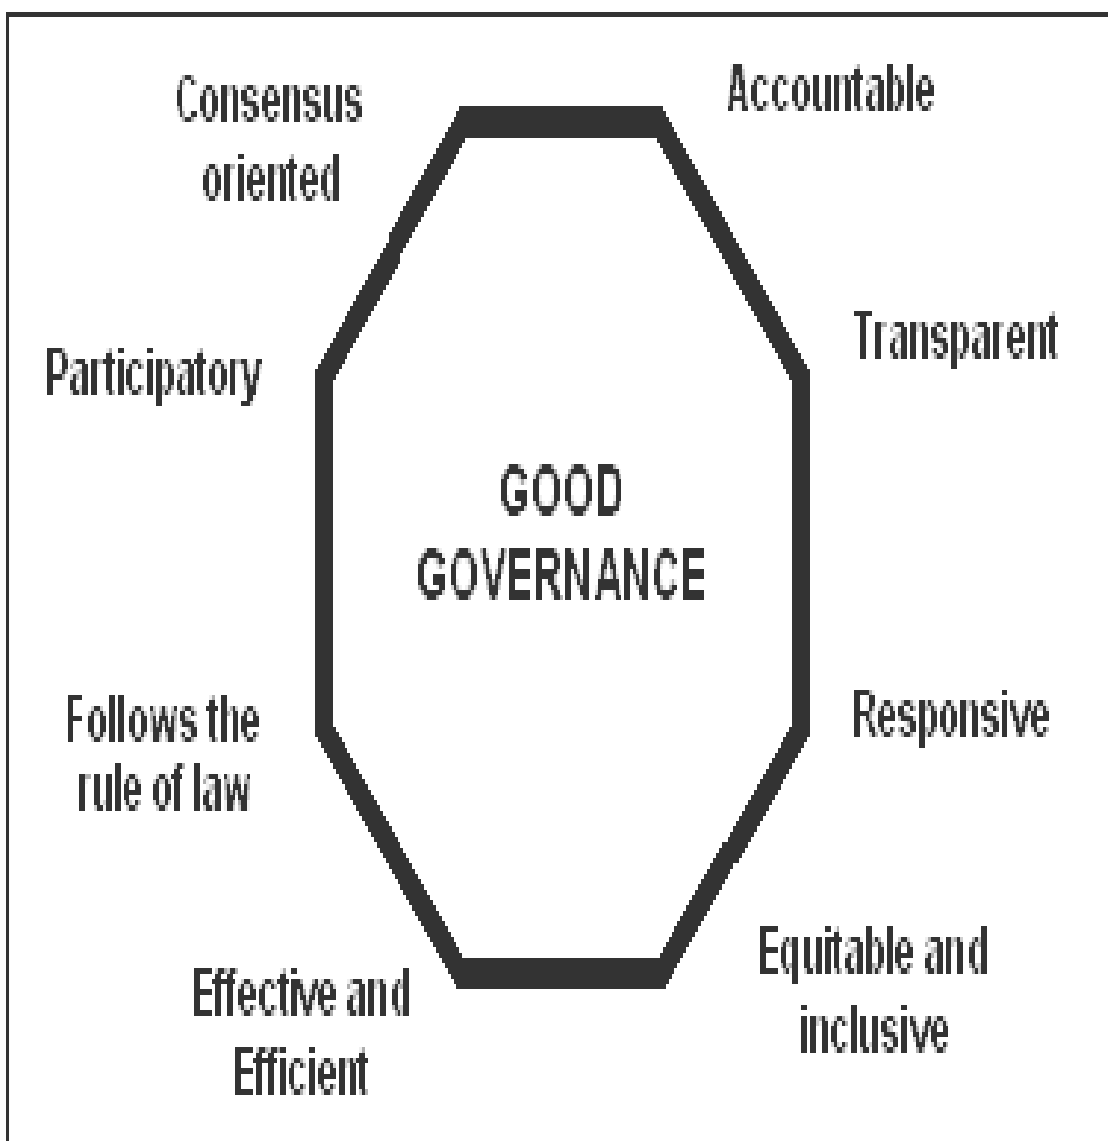 Consensus
oriented
Accountable
Participatory
Transparent
GOOD
GOVERNANCE
Follows the
rule of law
Responsive
Effective and
Efficient
Equitable and
inclusive